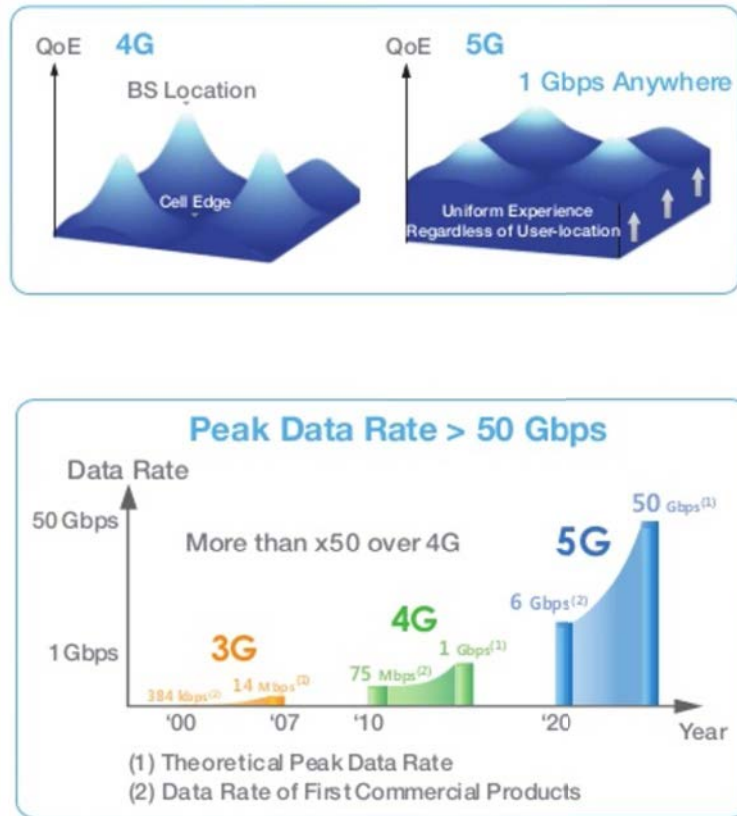 QoE 4G
BS Location
Cell Edge
QoE 5G
1 Gbps Anywhere
Uniform Experience
Regardless of User-location
Peak Data Rate > 50 Gbps
Data Rate
50 Gbps
1 Gbps
More than x50 over 4G
3G
384 kbps(2)
14 Mbps(1)
4G
75 Mbps(2)
1 Gbps(1)
5G
6 Gbps(2)
50 Gbps(1)
'00 '07 '10 '20
Year
(1) Theoretical Peak Data Rate
(2) Data Rate of First Commercial Products